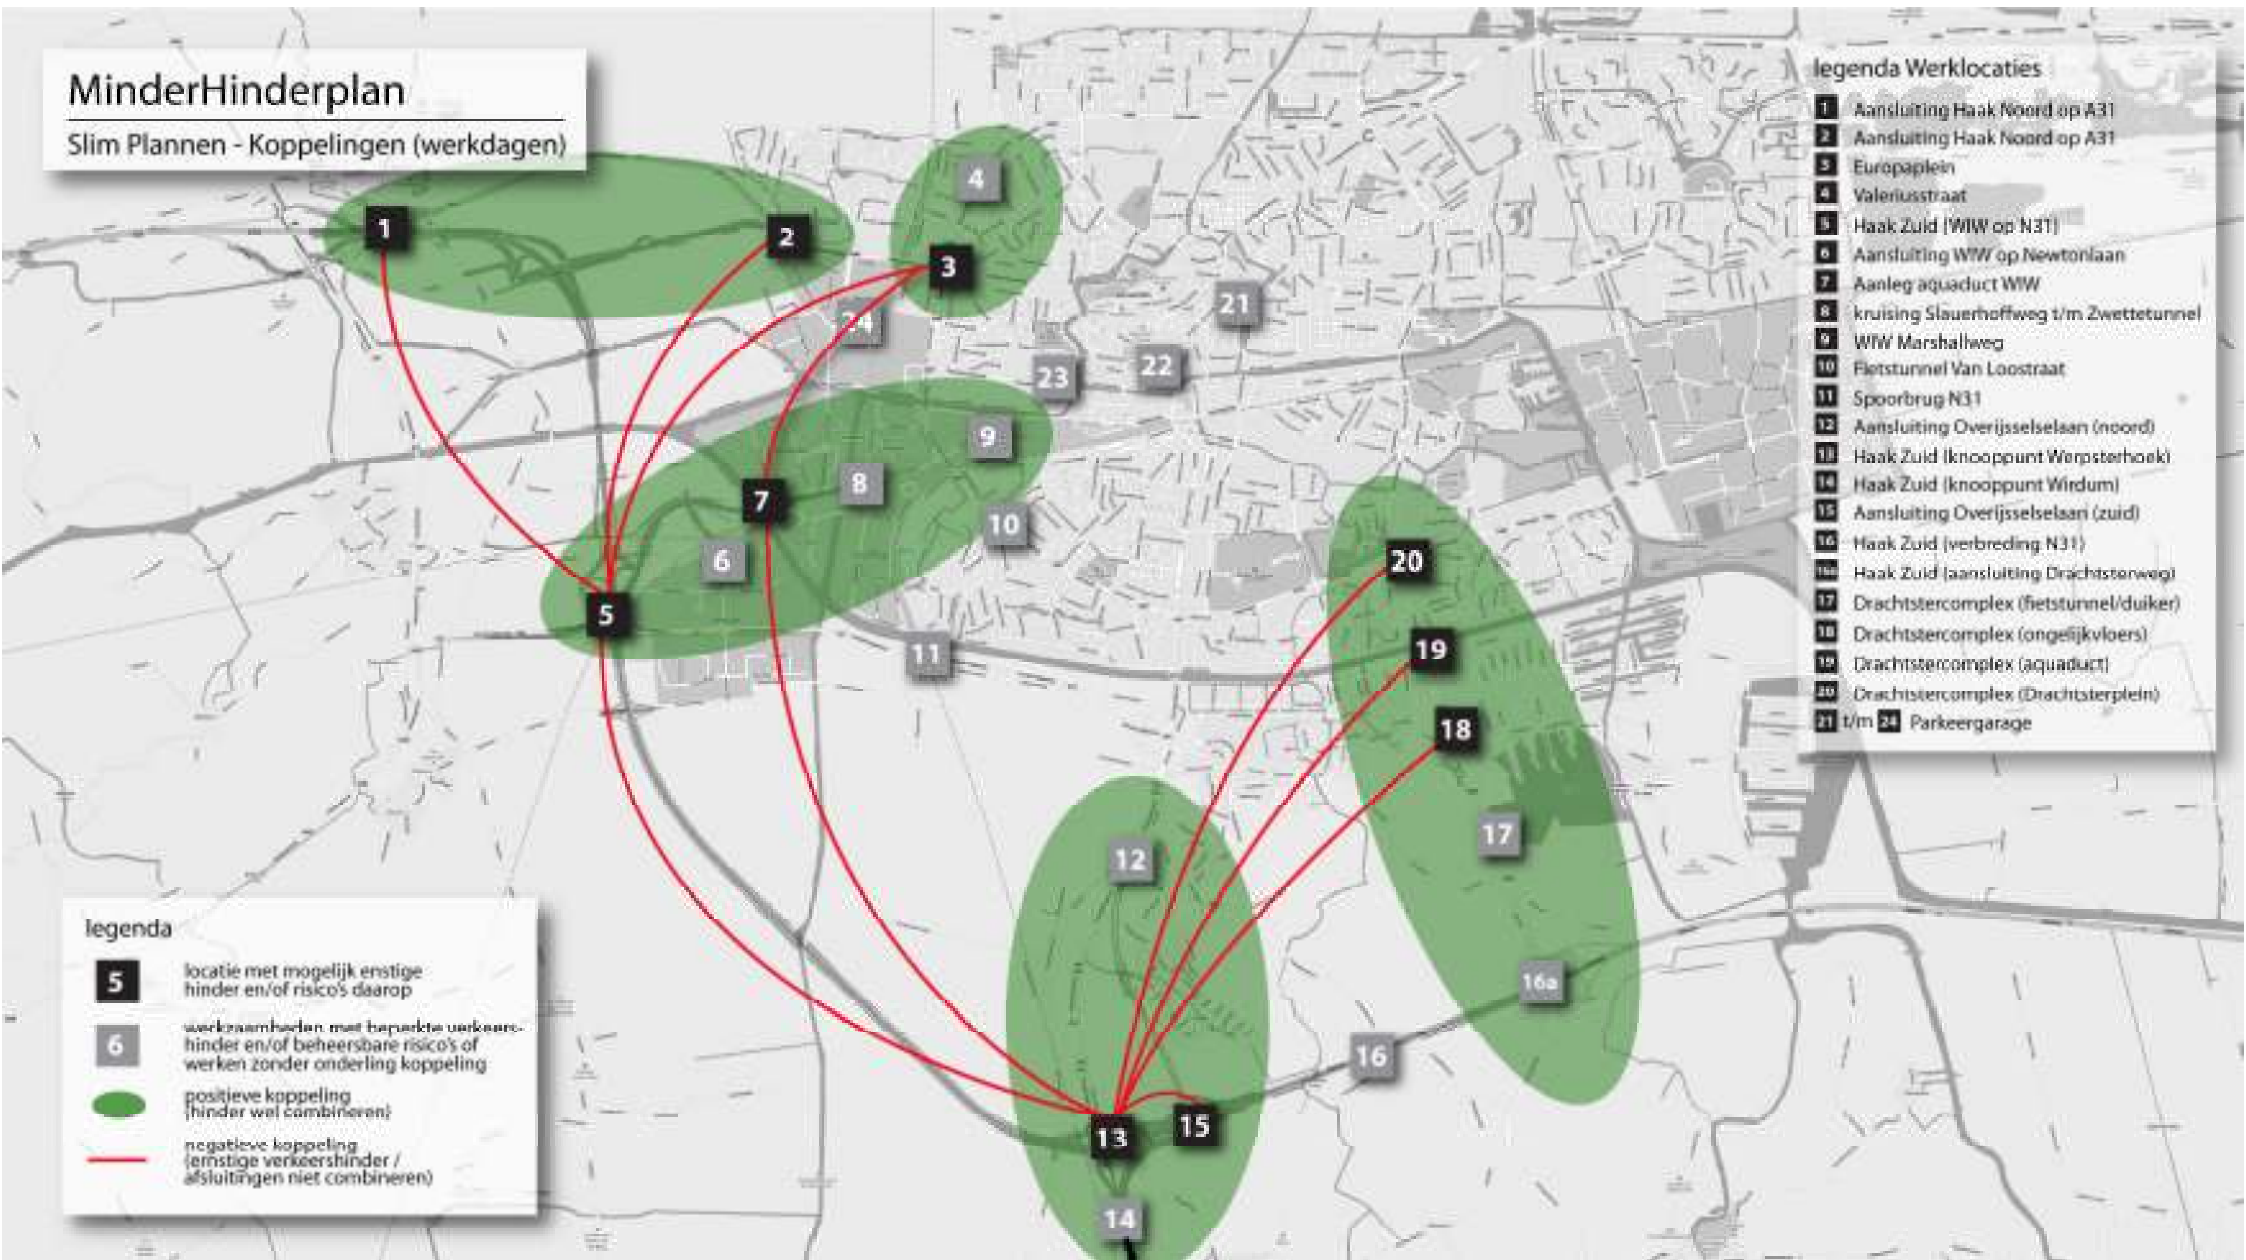 MinderHinderplan
Slim Plannen - Koppelingen (werkdagen)
legenda Werklocaties
1 Aansluiting Haak Noord op A31
2 Aansluiting Haak Noord op A31
3 Europaplein
4 Valeriusstraat
5 Haak Zuid (WIW op N31)
6 Aansluiting WIW op Newtonlaan
7 Aanleg aquaduct WIW
8 kruising Slauerhoffweg t/m Zwettetunnel
9 WIW Marshallweg
10 Fietstunnel Van Loostraat
11 Spoorbrug N31
12 Aansluiting Overijsselselaan (noord)
13 Haak Zuid (knooppunt Werpsterhoek)
14 Haak Zuid (knooppunt Wirdum)
15 Aansluiting Overijsselselaan (zuid)
16 Haak Zuid (verbreding N31)
16a Haak Zuid (aansluiting Drachtsterweg)
17 Drachtstercomplex (fietstunnel/duiker)
18 Drachtstercomplex (ongelijkvloers)
19 Drachtstercomplex (aquaduct)
20 Drachtstercomplex (Drachtsterplein)
21 t/m 24 Parkeergarage
4
1
2
3
21
24
22
23
9
8
7
10
6
20
5
19
11
18
17
12
16a
16
15
13
14
legenda
5 locatie met mogelijk enstige
hinder en/of risico's daarop
werkzaamheden met beperkte verkeers-
6 hinder en/of beheersbare risico's of
werken zonder onderling koppeling
positieve koppeling
(hinder wel combineren)
negatieve koppeling
(ernstige verkeershinder /
afsluitingen niet combineren)